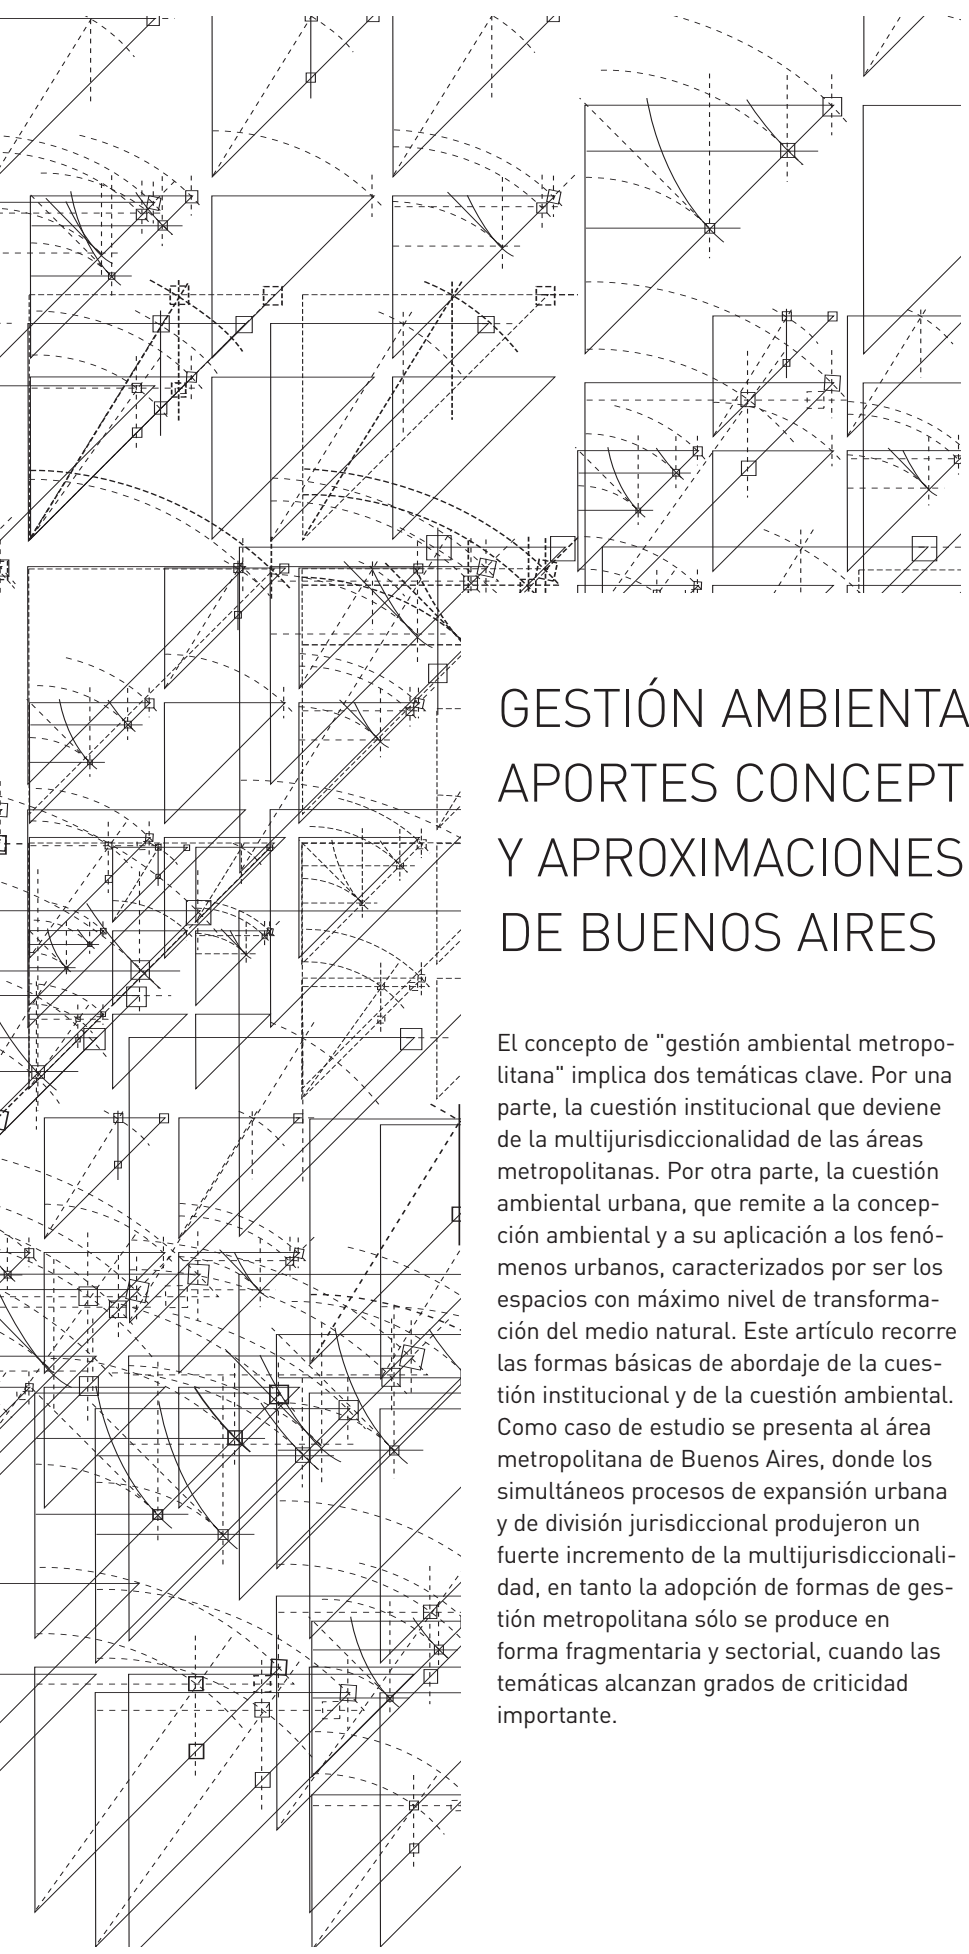 GESTIÓN AMBIENTA
APORTES CONCEPT
Y APROXIMACIONES
DE BUENOS AIRES
El concepto de "gestión ambiental metropo-
litana" implica dos temáticas clave. Por una
parte, la cuestión institucional que deviene
de la multijurisdiccionalidad de las áreas
metropolitanas. Por otra parte, la cuestión
ambiental urbana, que remite a la concep-
ción ambiental y a su aplicación a los fenó-
menos urbanos, caracterizados por ser los
espacios con máximo nivel de transforma-
ción del medio natural. Este artículo recorre
las formas básicas de abordaje de la cues-
tión institucional y de la cuestión ambiental.
Como caso de estudio se presenta al área
metropolitana de Buenos Aires, donde los
simultáneos procesos de expansión urbana
y de división jurisdiccional produjeron un
fuerte incremento de la multijurisdiccionali-
dad, en tanto la adopción de formas de ges-
tión metropolitana sólo se produce en
forma fragmentaria y sectorial, cuando las
temáticas alcanzan grados de criticidad
importante.